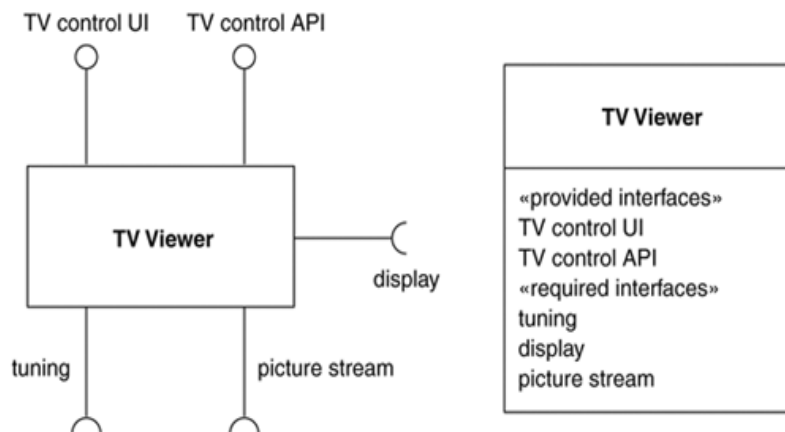 TV control UI
TV control API
TV Viewer
display
tuning
picture stream
TV Viewer
«provided interfaces»
TV control UI
TV control API
«required interfaces»
tuning
display
picture stream